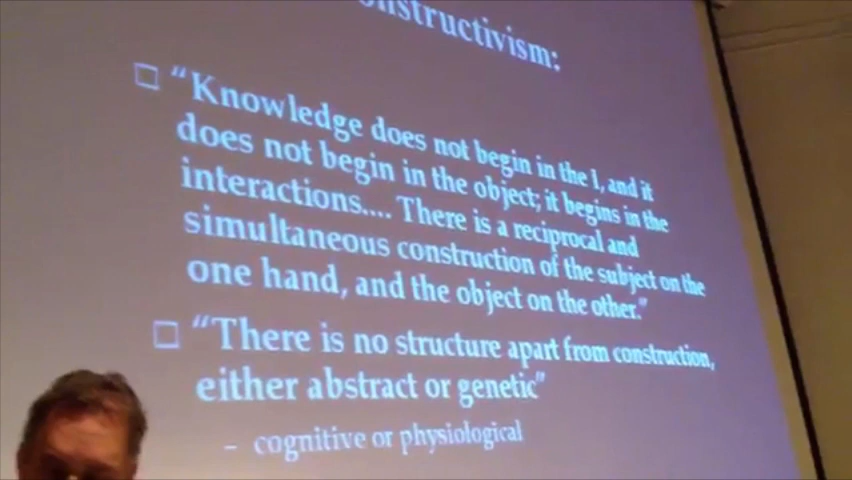 onstructivism:
“Knowledge does not begin in the I, and it
does not begin in the object; it begins in the
interactions.... There is a reciprocal and
simultaneous construction of the subject on the
one hand, and the object on the other.”
“There is no structure apart from construction,
either abstract or genetic”
– cognitive or physiological